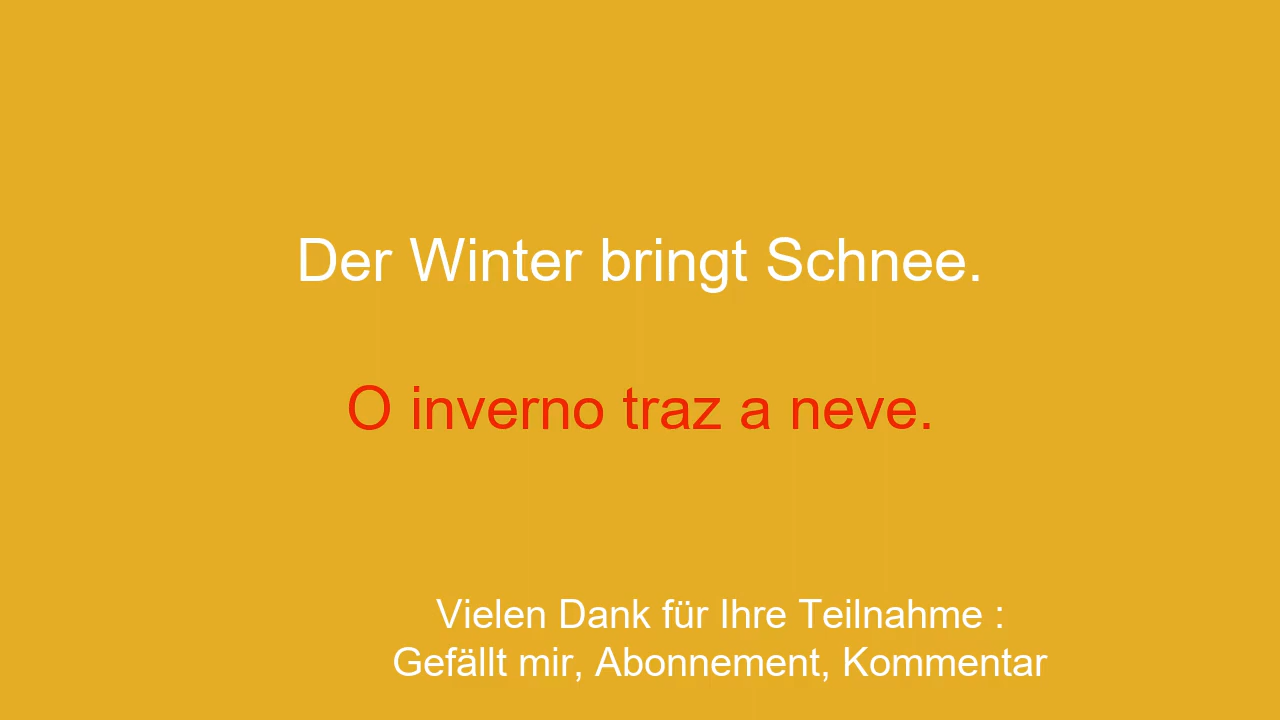 Der Winter bringt Schnee.
O inverno traz a neve.
Vielen Dank für Ihre Teilnahme :
Gefällt mir, Abonnement, Kommentar